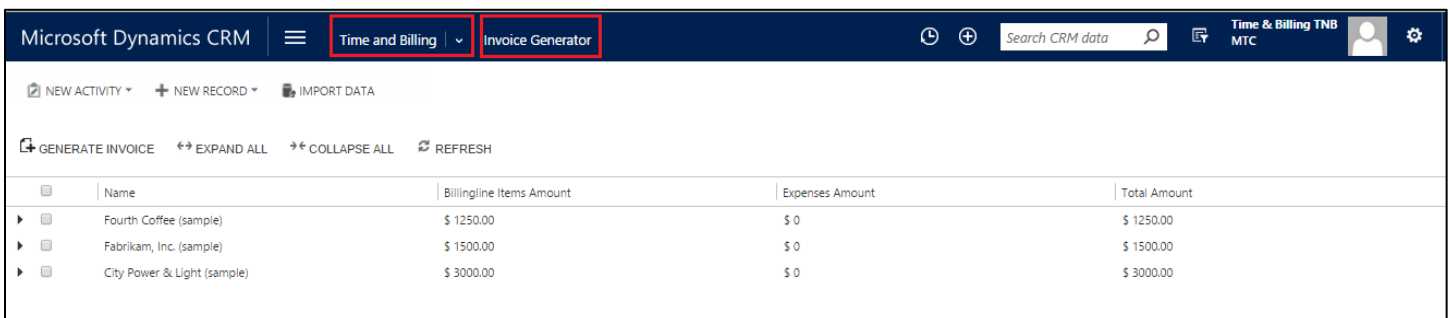 Microsoft Dynamics CRM Time and Billing Invoice Generator Search CRM data Time & Billing TNB
MTC
NEW ACTIVITY NEW RECORD IMPORT DATA
GENERATE INVOICE EXPAND ALL COLLAPSE ALL REFRESH
Name Billingline Items Amount Expenses Amount Total Amount
Fourth Coffee (sample) $ 1250.00 $ 0 $ 1250.00
Fabrikam, Inc. (sample) $ 1500.00 $ 0 $ 1500.00
City Power & Light (sample) $ 3000.00 $ 0 $ 3000.00